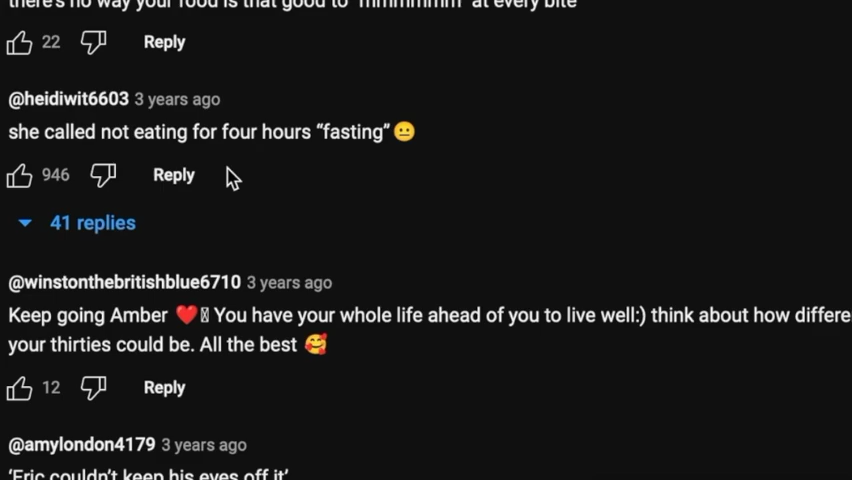 there's no way your food is that good to "mmmmmm" at every bite
22 Reply
@heidiwit6603 3 years ago
she called not eating for four hours “fasting”😐
946 Reply
41 replies
@winstonthebritishblue6710 3 years ago
Keep going Amber ❤️ You have your whole life ahead of you to live well:) think about how differe
your thirties could be. All the best 🥰
12 Reply
@amylondon4179 3 years ago
‘Eric couldn’t keep his eyes off it’